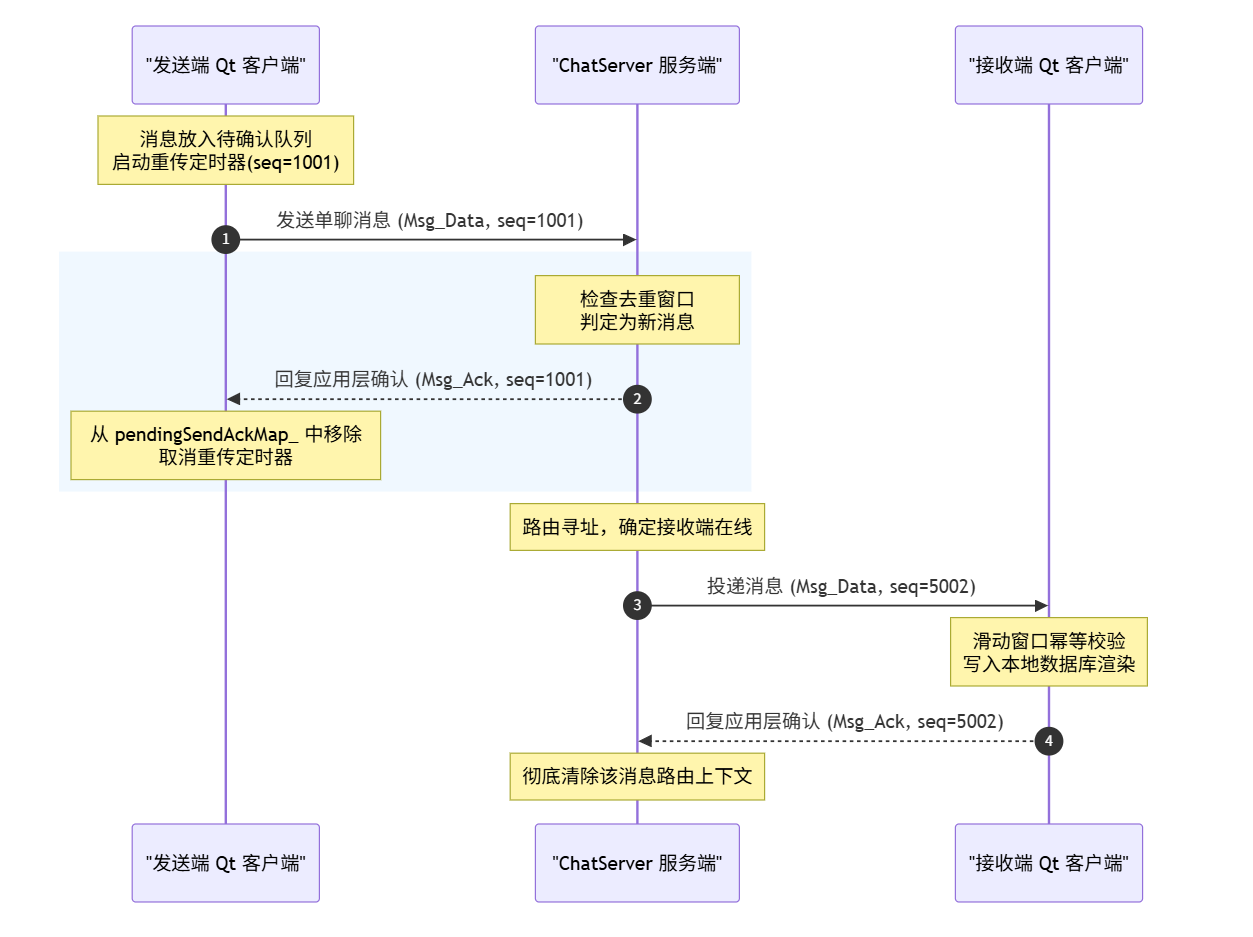 "发送端 Qt 客户端"
"ChatServer 服务端"
"接收端 Qt 客户端"
消息放入待确认队列
启动重传定时器(seq=1001)
发送单聊消息 (Msg_Data, seq=1001)
1
检查去重窗口
判定为新消息
回复应用层确认 (Msg_Ack, seq=1001)
2
从 pendingSendAckMap_ 中移除
取消重传定时器
路由寻址，确定接收端在线
投递消息 (Msg_Data, seq=5002)
3
滑动窗口幂等校验
写入本地数据库渲染
回复应用层确认 (Msg_Ack, seq=5002)
4
彻底清除该消息路由上下文
"发送端 Qt 客户端"
"ChatServer 服务端"
"接收端 Qt 客户端"